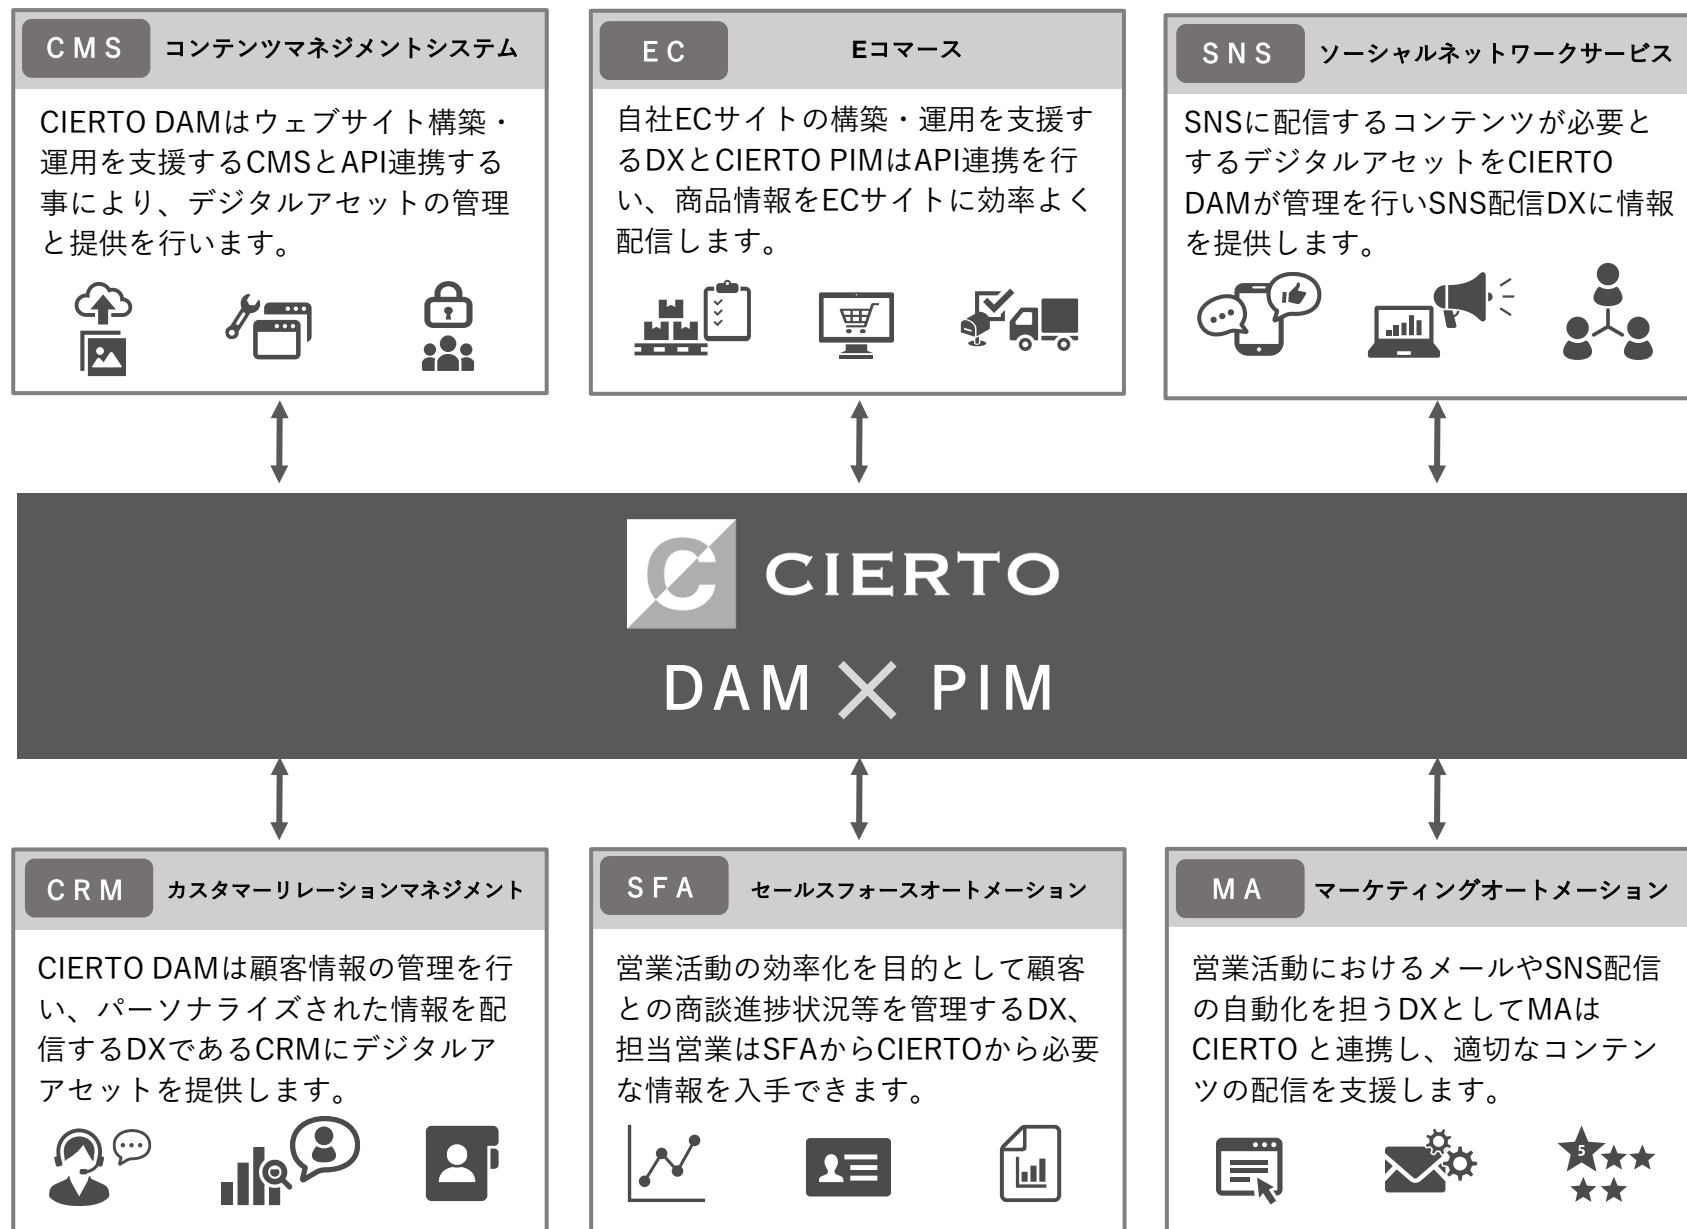 CMS コンテンツマネジメントシステム
CIERTO DAMはウェブサイト構築・
運用を支援するCMSとAPI連携する
事により、デジタルアセットの管理
と提供を行います。
EC Eコマース
自社ECサイトの構築・運用を支援す
るDXとCIERTO PIMはAPI連携を行
い、商品情報をECサイトに効率よく
配信します。
SNS ソーシャルネットワークサービス
SNSに配信するコンテンツが必要と
するデジタルアセットをCIERTO
DAMが管理を行いSNS配信DXに情報
を提供します。
C CIERTO
DAM × PIM
CRM カスタマーリレーションマネジメント
CIERTO DAMは顧客情報の管理を行
い、パーソナライズされた情報を配
信するDXであるCRMにデジタルア
アセットを提供します。
SFA セールスフォースオートメーション
営業活動の効率化を目的として顧客
との商談進捗状況等を管理するDX、
担当営業はSFAからCIERTOから必要
な情報を入手できます。
MA マーケティングオートメーション
営業活動におけるメールやSNS配信
の自動化を担うDXとしてMAは
CIERTO と連携し、適切なコンテン
ツの配信を支援します。
5